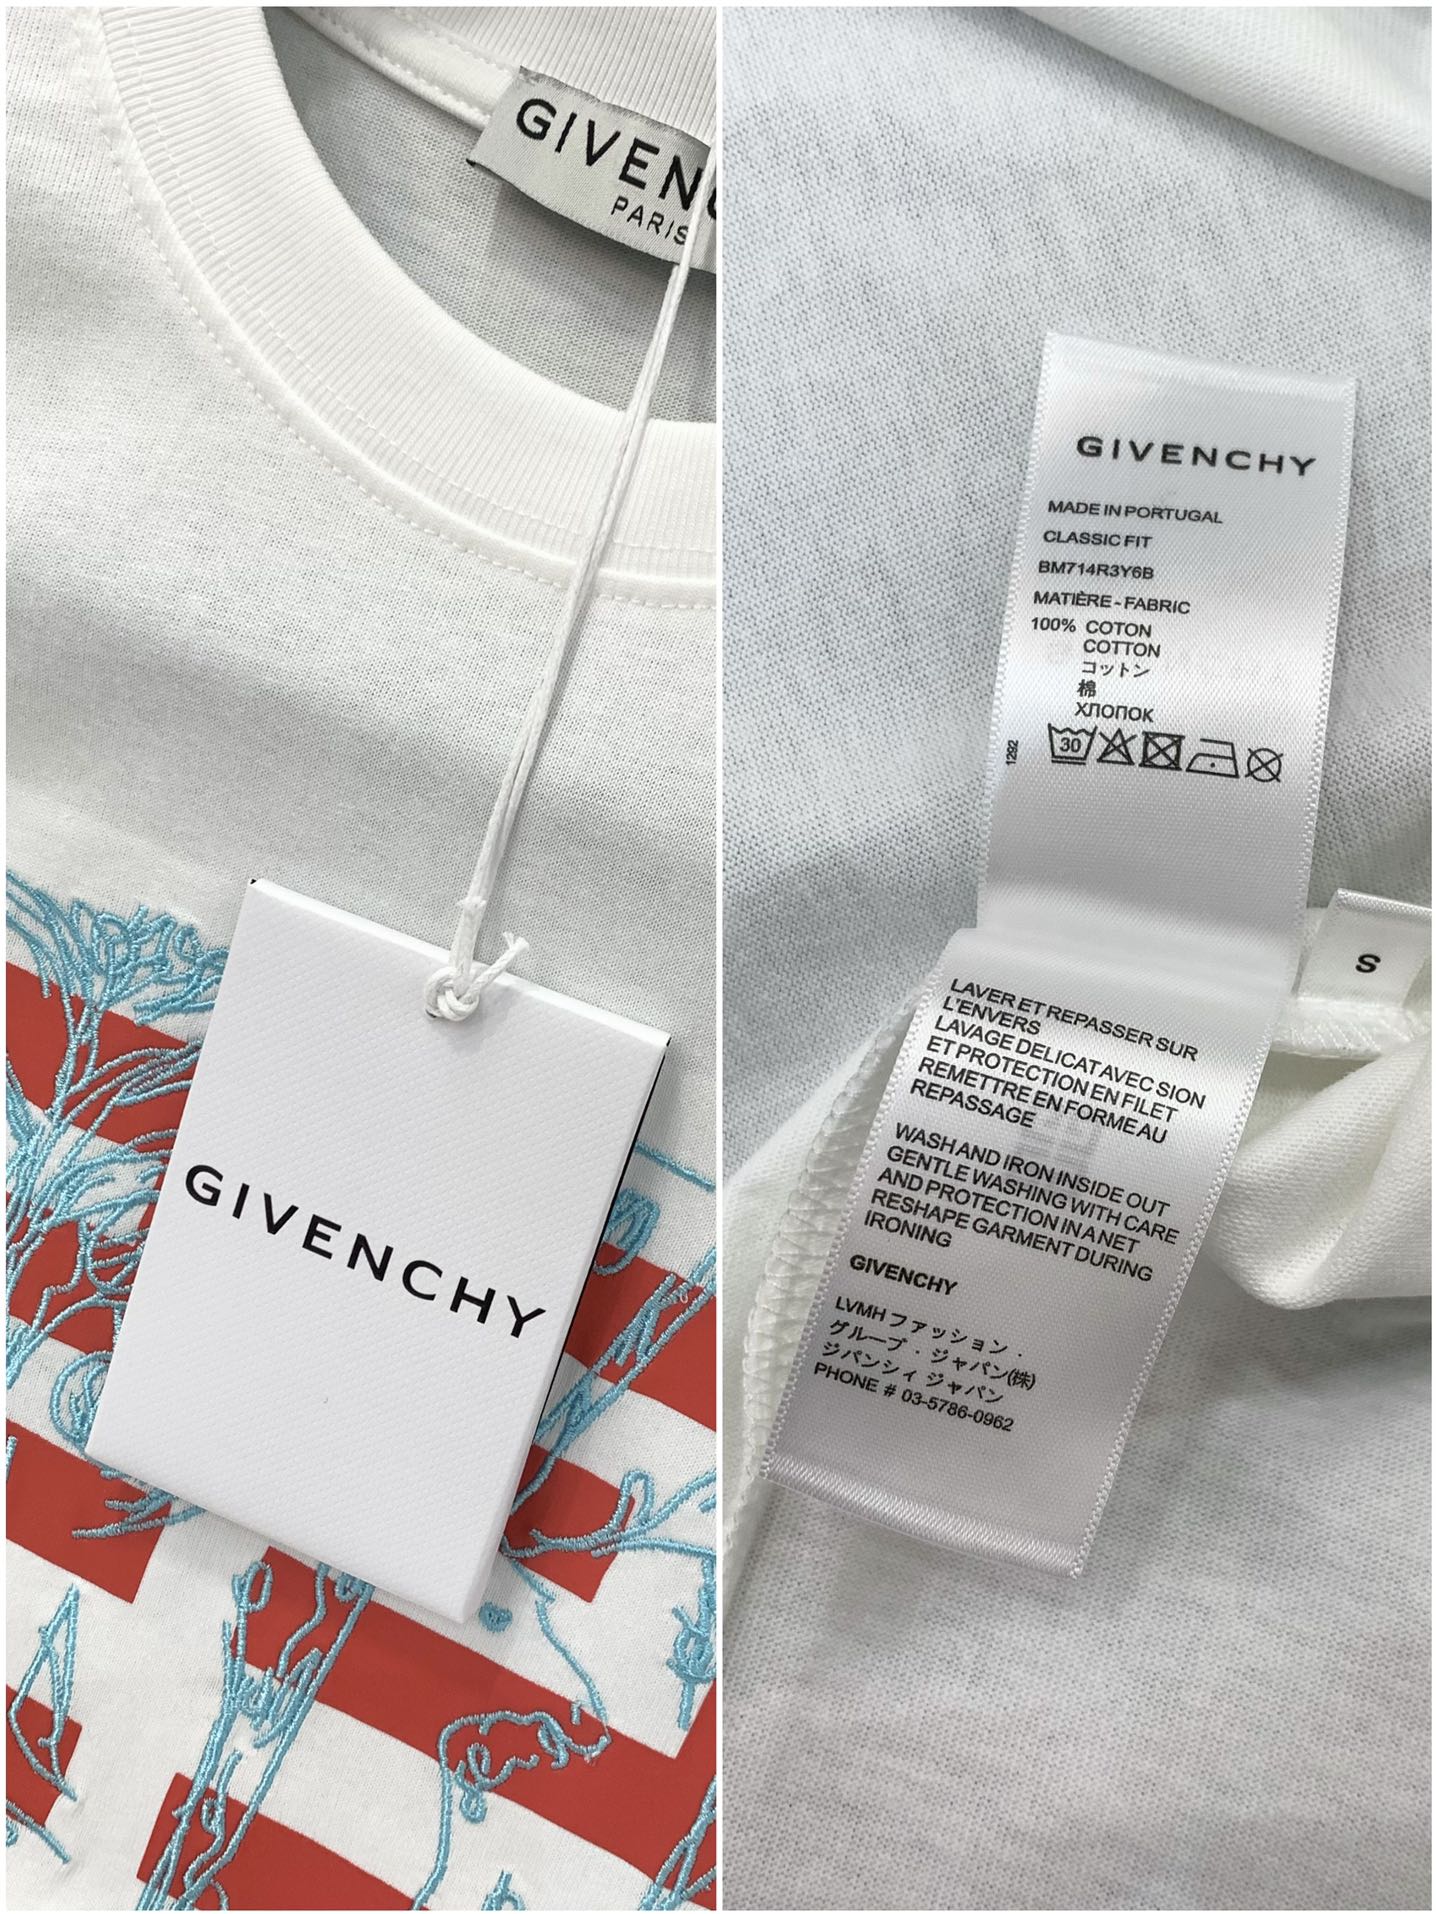 GIVEN
PARIS
GIVENCHY
GIVENCHY
MADE IN PORTUGAL
CLASSIC FIT
BM714R3Y6B
MATIÈRE - FABRIC
100% COTON
COTTON
コットン
棉
ХЛОПОК
30
1292
S
LAVER ET REPASSER SUR
L'ENVERS
LAVAGE DELICAT AVEC SION
ET PROTECTION EN FILET
REMETTRE EN FORME AU
REPASSAGE
WASH AND IRON INSIDE OUT
GENTLE WASHING WITH CARE
AND PROTECTION IN A NET
RESHAPE GARMENT DURING
IRONING
GIVENCHY
LVMH ファッション .
グループ . ジャパン(株)
ジパンシィ ジャパン
PHONE # 03-5786-0962